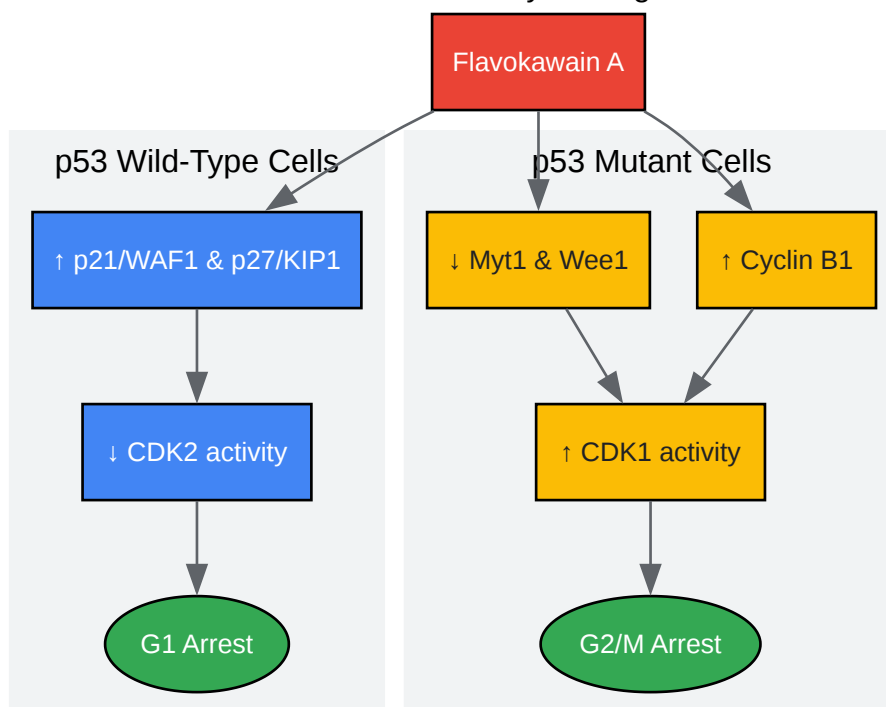 Flavokawain A
p53 Wild-Type Cells
p53 Mutant Cells
↑ p21/WAF1 & p27/KIP1
↓ Myt1 & Wee1
↑ Cyclin B1
↓ CDK2 activity
↑ CDK1 activity
G1 Arrest
G2/M Arrest